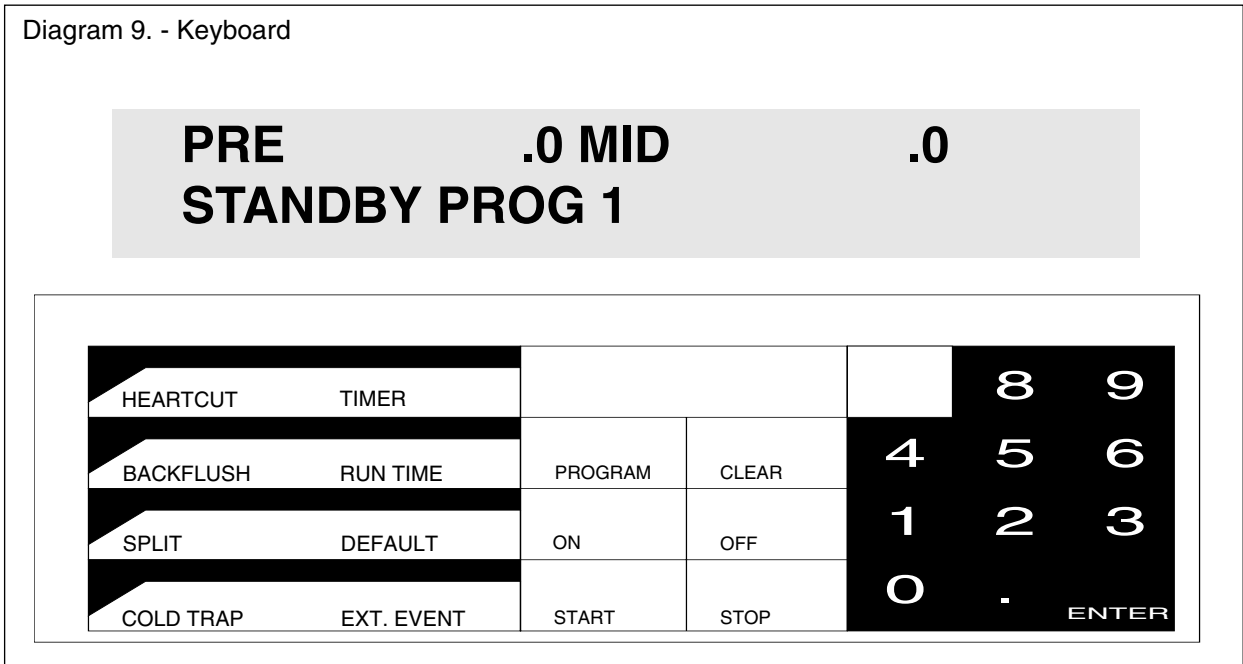 Diagram 9. - Keyboard
PRE .0 MID .0
STANDBY PROG 1
HEARTCUT TIMER 8 9
BACKFLUSH RUN TIME PROGRAM CLEAR 4 5 6
SPLIT DEFAULT ON OFF 1 2 3
COLD TRAP EXT. EVENT START STOP 0 . ENTER